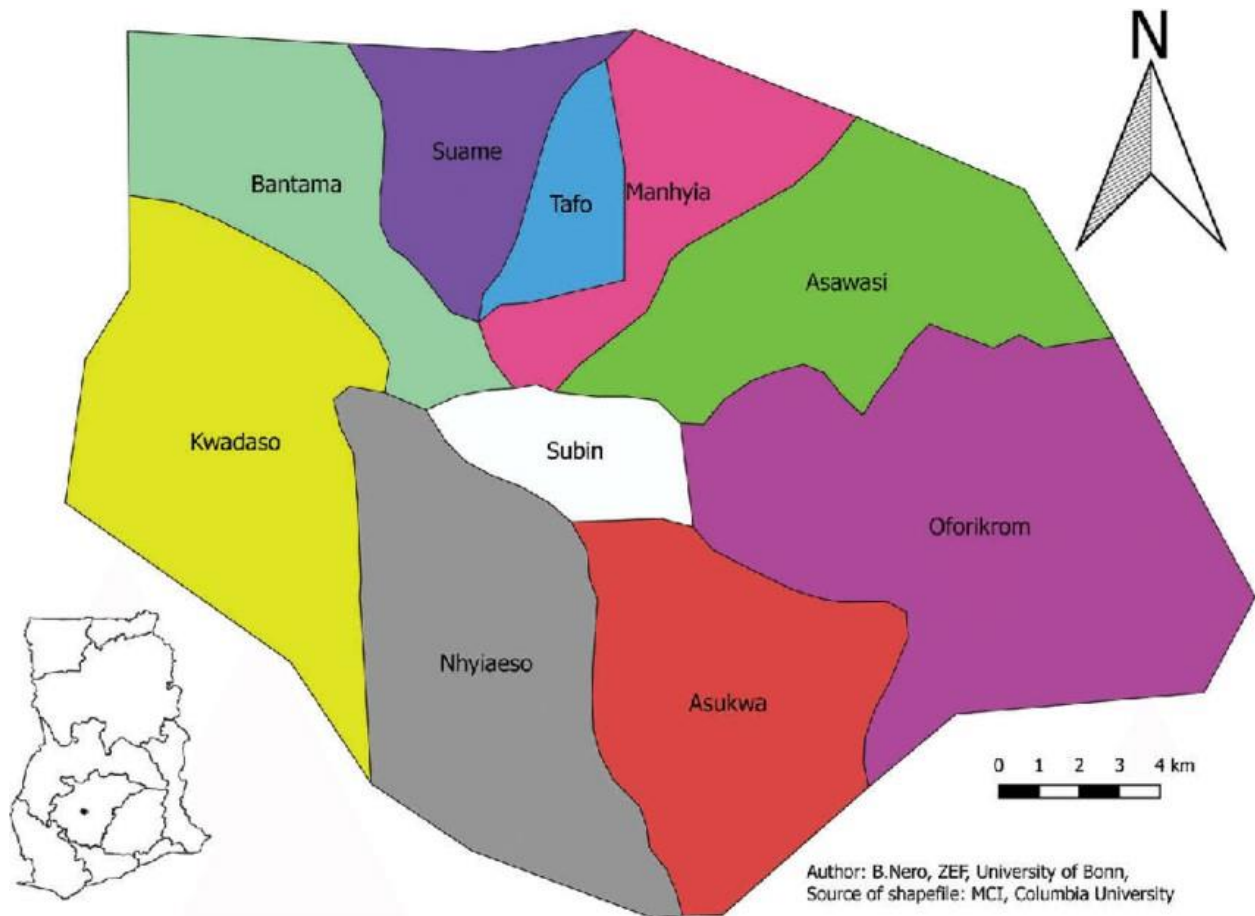 N
Suame
Bantama
Tafo
Manhyia
Asawasi
Kwadaso
Subin
Oforikrom
Nhyiaeso
Asukwa
0 1 2 3 4 km
Author: B.Nero, ZEF, University of Bonn,
Source of shapefile: MCI, Columbia University